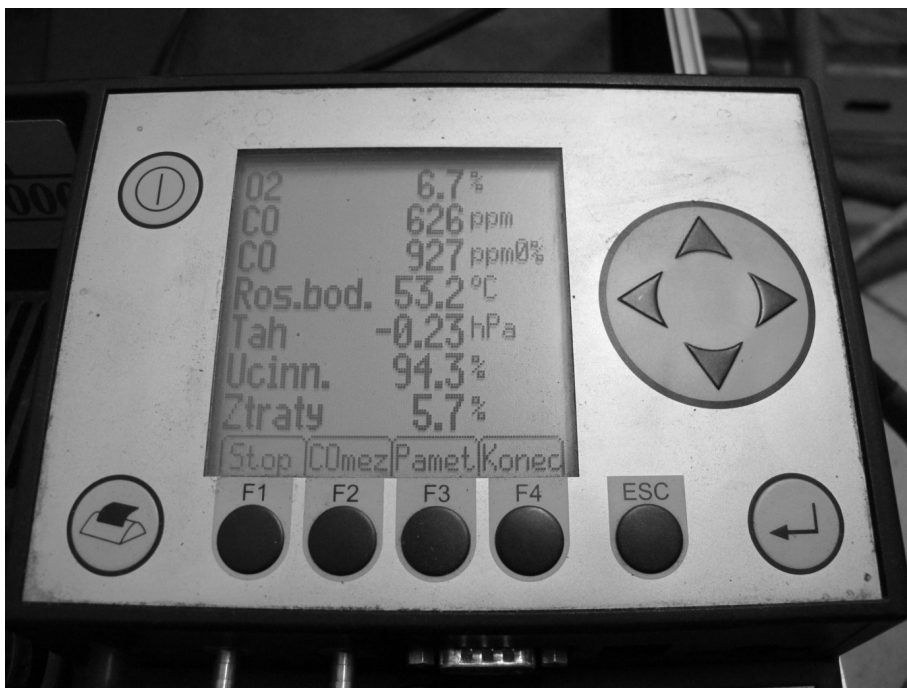 O2 6.7 %
CO 626 ppm
CO 927 ppm0%
Ros.bod. 53.2 °C
Tah -0.23 hPa
Ucinn. 94.3 %
Ztraty 5.7 %
Stop COmez Pamet Konec
F1 F2 F3 F4 ESC
000